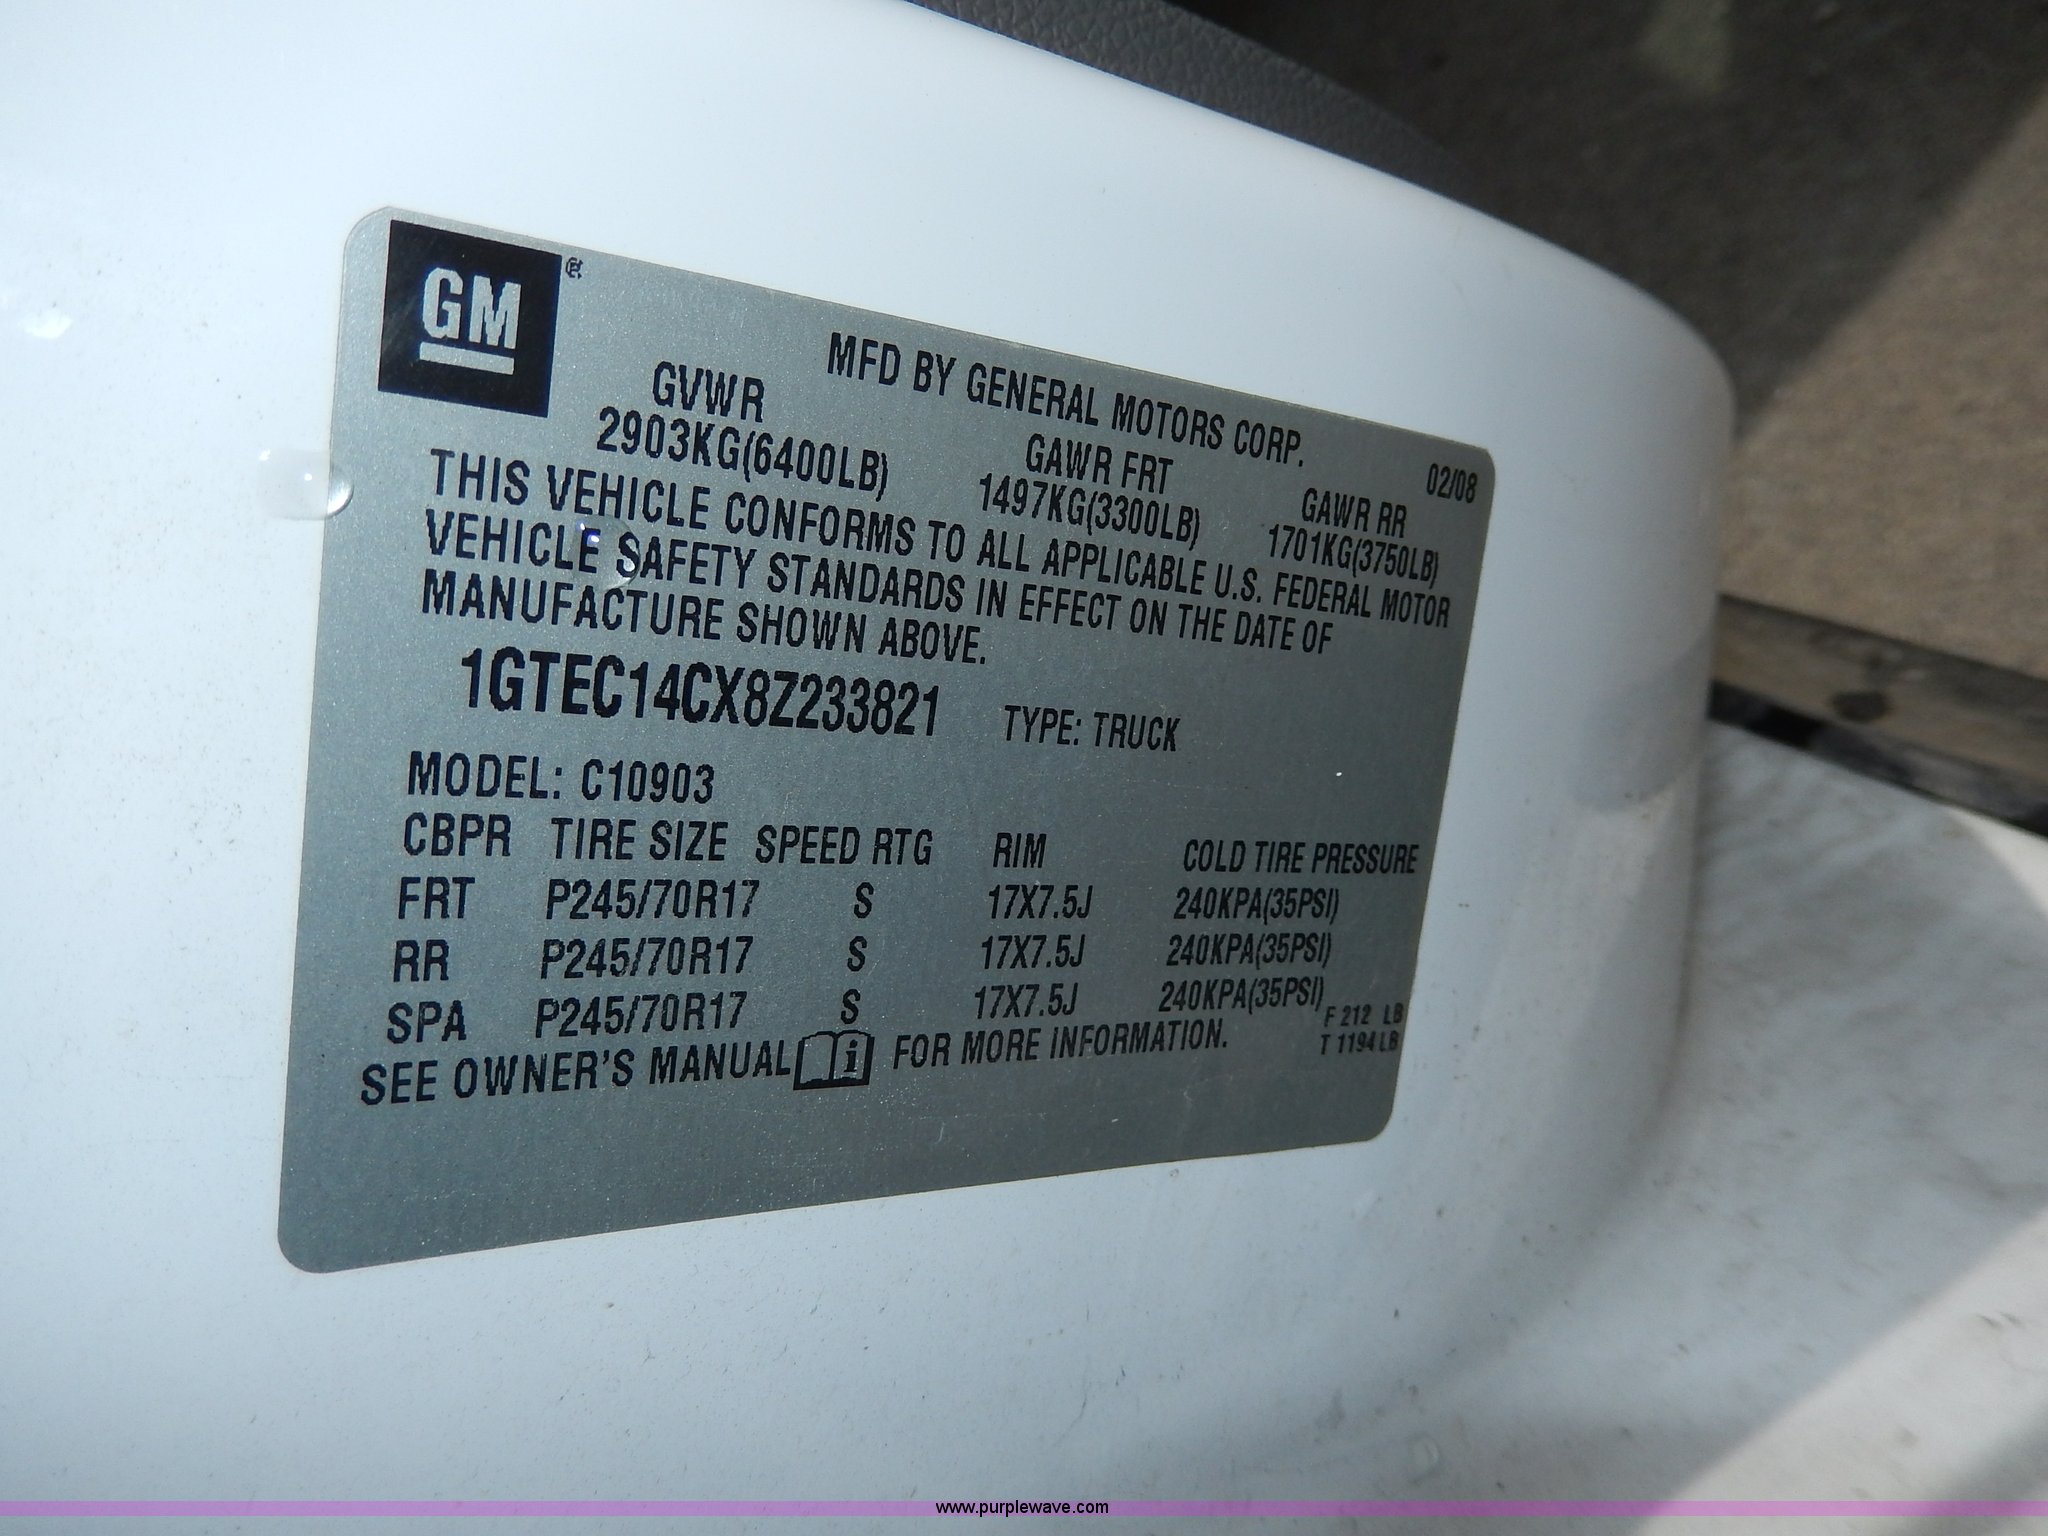 GM ®
MFD BY GENERAL MOTORS CORP.
02/08
GVWR GAWR FRT GAWR RR
2903KG(6400LB) 1497KG(3300LB) 1701KG(3750LB)
THIS VEHICLE CONFORMS TO ALL APPLICABLE U.S. FEDERAL MOTOR
VEHICLE SAFETY STANDARDS IN EFFECT ON THE DATE OF
MANUFACTURE SHOWN ABOVE.
1GTEC14CX8Z233821 TYPE: TRUCK
MODEL: C10903
CBPR TIRE SIZE SPEED RTG RIM COLD TIRE PRESSURE
FRT P245/70R17 S 17X7.5J 240KPA(35PSI)
RR P245/70R17 S 17X7.5J 240KPA(35PSI)
SPA P245/70R17 S 17X7.5J 240KPA(35PSI)
F 212 LB
T 1194LB
SEE OWNER'S MANUAL i FOR MORE INFORMATION.
www.purplewave.com